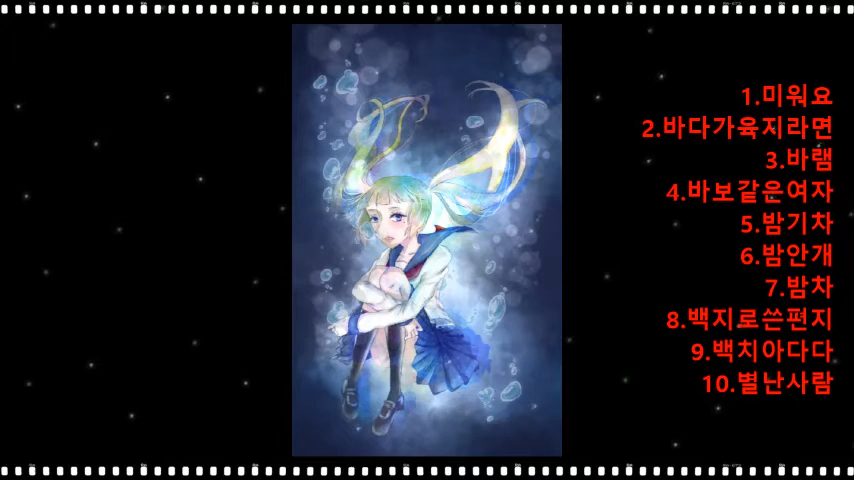 1.미워요
2.바다가육지라면
3.바램
4.바보같은여자
5.밤기차
6.밤안개
7.밤차
8.백지로쓴편지
9.백치아다다
10.별난사람